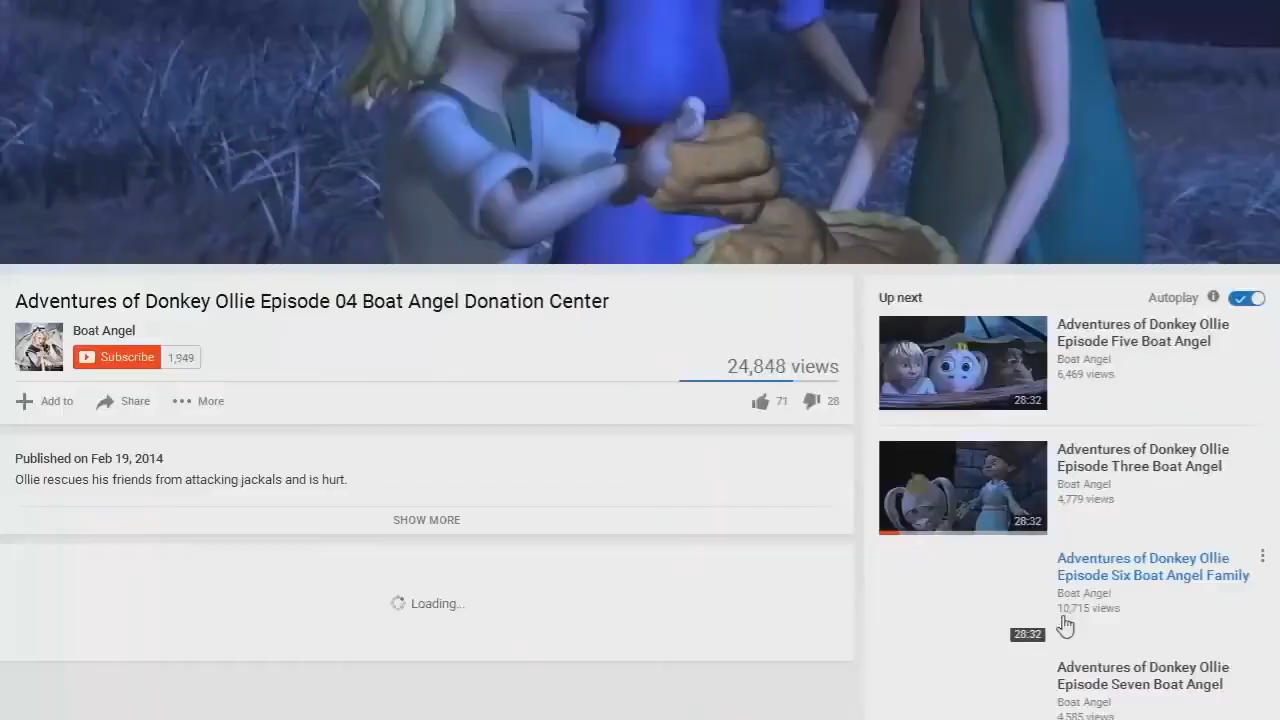 Adventures of Donkey Ollie Episode 04 Boat Angel Donation Center
Boat Angel
Subscribe 1,949
24,848 views
Add to Share More
71 28
Published on Feb 19, 2014
Ollie rescues his friends from attacking jackals and is hurt.
SHOW MORE
Loading...
Up next Autoplay
Adventures of Donkey Ollie
Episode Five Boat Angel
Boat Angel
6,469 views
28:32
Adventures of Donkey Ollie
Episode Three Boat Angel
Boat Angel
4,779 views
28:32
Adventures of Donkey Ollie
Episode Six Boat Angel Family
Boat Angel
10,715 views
28:32
Adventures of Donkey Ollie
Episode Seven Boat Angel
Boat Angel
4,585 views